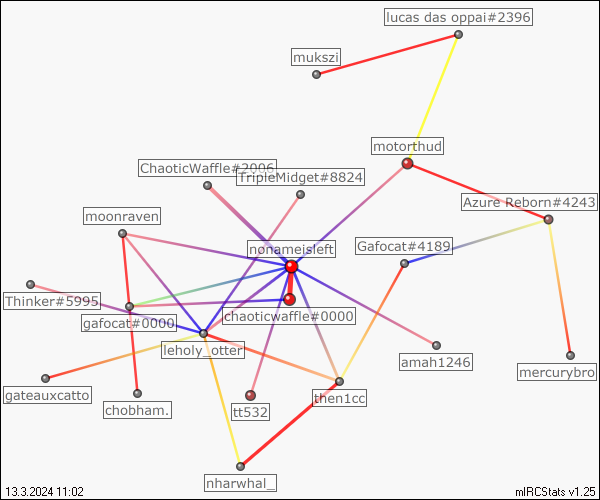 lucas das oppai#2396
mukszi
motorthud
ChaoticWaffle#2006
TripleMidget#8824
Azure Reborn#4243
moonraven
nonameisleft
Gafocat#4189
Thinker#5995
gafocat#0000
chaoticwaffle#0000
leholy_otter
amah1246
mercurybro
gateauxcatto
then1cc
chobham.
tt532
nharwhal_
13.3.2024 11:02
mIRCStats v1.25